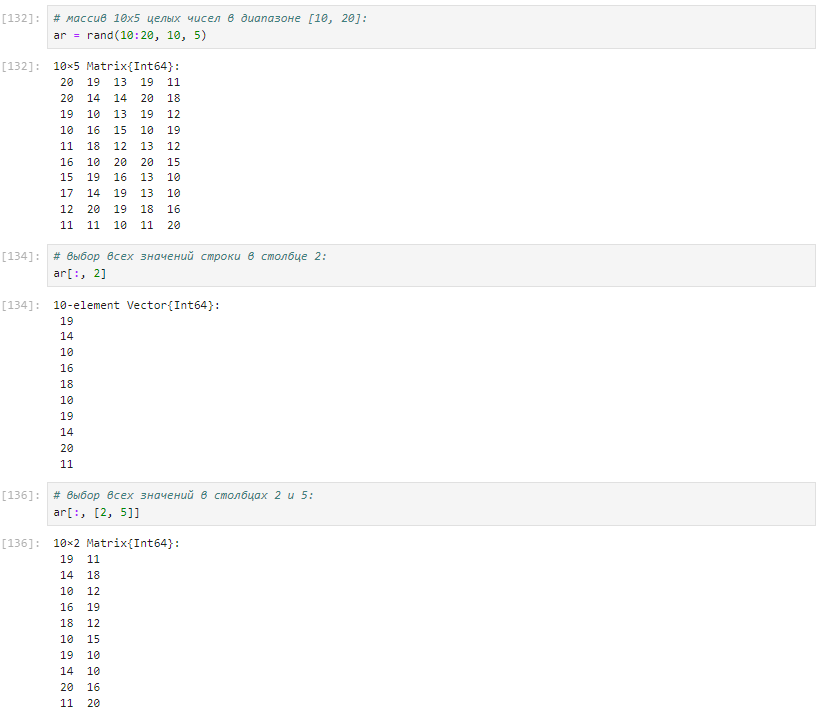 [132]: # массив 10x5 целых чисел в диапазоне [10, 20]:
ar = rand(10:20, 10, 5)
[132]: 10×5 Matrix{Int64}:
20 19 13 19 11
20 14 14 20 18
19 10 13 19 12
10 16 15 10 19
11 18 12 13 12
16 10 20 20 15
15 19 16 13 10
17 14 19 13 10
12 20 19 18 16
11 11 10 11 20
[134]: # выбор всех значений строки в столбце 2:
ar[:, 2]
[134]: 10-element Vector{Int64}:
19
14
10
16
18
10
19
14
20
11
[136]: # выбор всех значений в столбцах 2 и 5:
ar[:, [2, 5]]
[136]: 10×2 Matrix{Int64}:
19 11
14 18
10 12
16 19
18 12
10 15
19 10
14 10
20 16
11 20